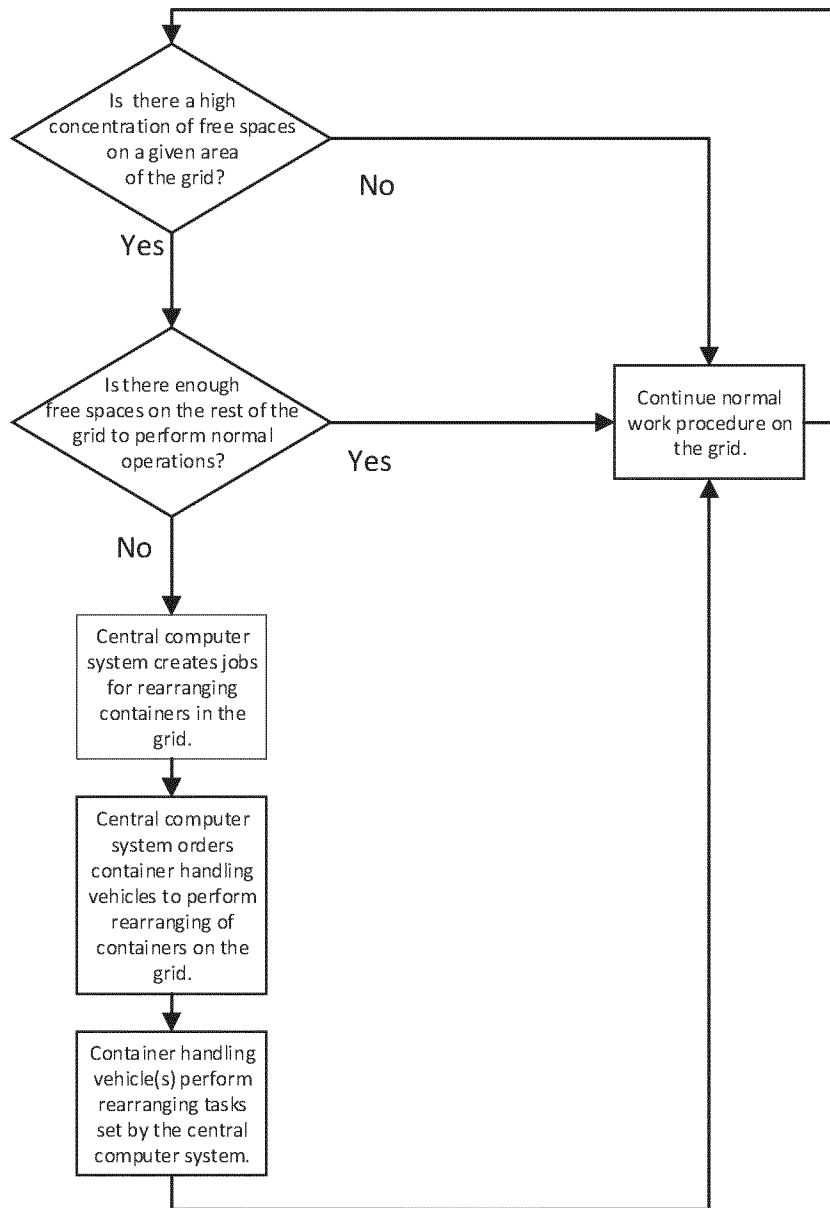 Is there a high
concentration of free spaces
on a given area
of the grid?
No
Yes
Is there enough
free spaces on the rest of the
grid to perform normal
operations?
Yes
Continue normal
work procedure on
the grid.
No
Central computer
system creates jobs
for rearranging
containers in the
grid.
Central computer
system orders
container handling
vehicles to perform
rearranging of
containers on the
grid.
Container handling
vehicle(s) perform
rearranging tasks
set by the central
computer system.